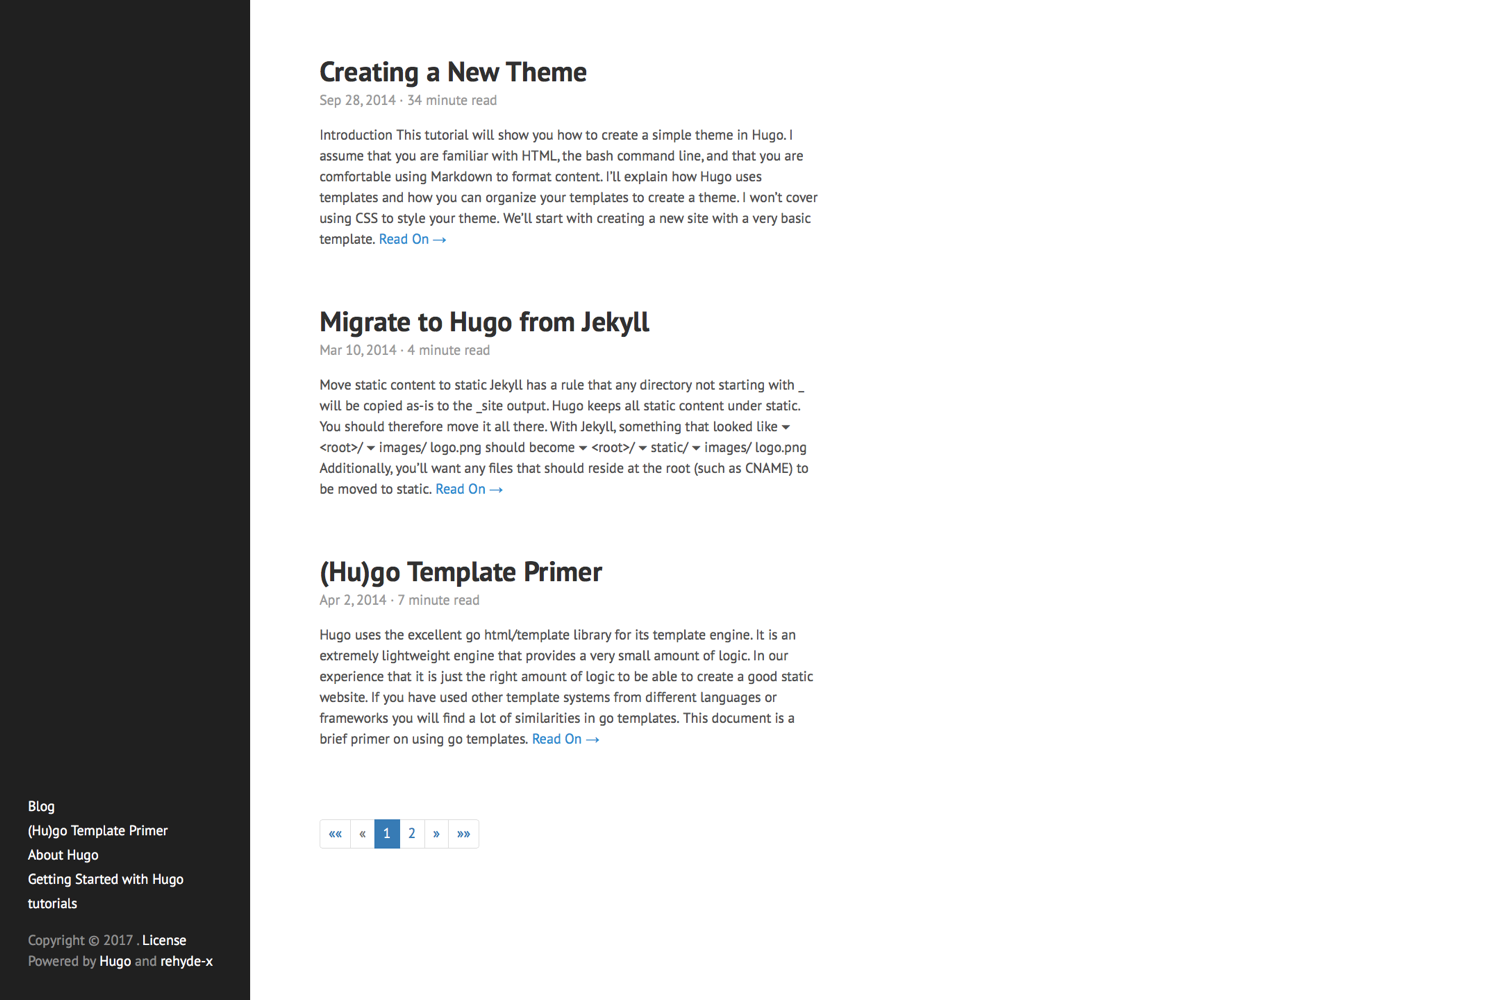 Creating a New Theme
Sep 28, 2014 · 34 minute read
Introduction This tutorial will show you how to create a simple theme in Hugo. I
assume that you are familiar with HTML, the bash command line, and that you are
comfortable using Markdown to format content. I’ll explain how Hugo uses
templates and how you can organize your templates to create a theme. I won’t cover
using CSS to style your theme. We’ll start with creating a new site with a very basic
template. Read On →
Migrate to Hugo from Jekyll
Mar 10, 2014 · 4 minute read
Move static content to static Jekyll has a rule that any directory not starting with _
will be copied as-is to the _site output. Hugo keeps all static content under static.
You should therefore move it all there. With Jekyll, something that looked like ▾
<root>/ ▾ images/ logo.png should become ▾ <root>/ ▾ static/ ▾ images/ logo.png
Additionally, you’ll want any files that should reside at the root (such as CNAME) to
be moved to static. Read On →
(Hu)go Template Primer
Apr 2, 2014 · 7 minute read
Hugo uses the excellent go html/template library for its template engine. It is an
extremely lightweight engine that provides a very small amount of logic. In our
experience that it is just the right amount of logic to be able to create a good static
website. If you have used other template systems from different languages or
frameworks you will find a lot of similarities in go templates. This document is a
brief primer on using go templates. Read On →
«« « 1 2 » »»
Blog
(Hu)go Template Primer
About Hugo
Getting Started with Hugo
tutorials
Copyright © 2017 . License
Powered by Hugo and rehyde-x